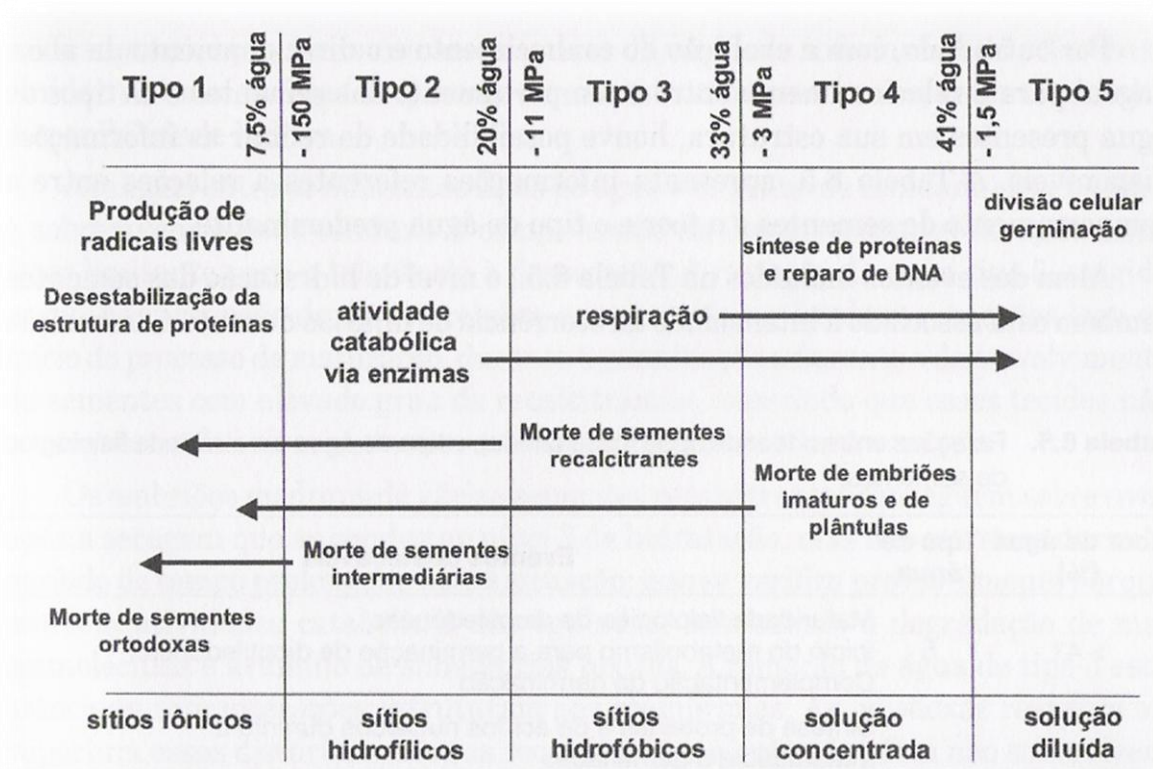 Tipo 1
7,5% água
- 150 MPa
Tipo 2
20% água
- 11 MPa
Tipo 3
33% água
- 3 MPa
Tipo 4
41% água
- 1,5 MPa
Tipo 5
Produção de
radicais livres
Desestabilização da
estrutura de proteínas
atividade
catabólica
via enzimas
respiração
síntese de proteínas
e reparo de DNA
divisão celular
germinação
Morte de sementes
recalcitrantes
Morte de embriões
imaturos e de
plântulas
Morte de sementes
intermediárias
Morte de sementes
ortodoxas
sítios iônicos
sítios
hidrofílicos
sítios
hidrofóbicos
solução
concentrada
solução
diluída